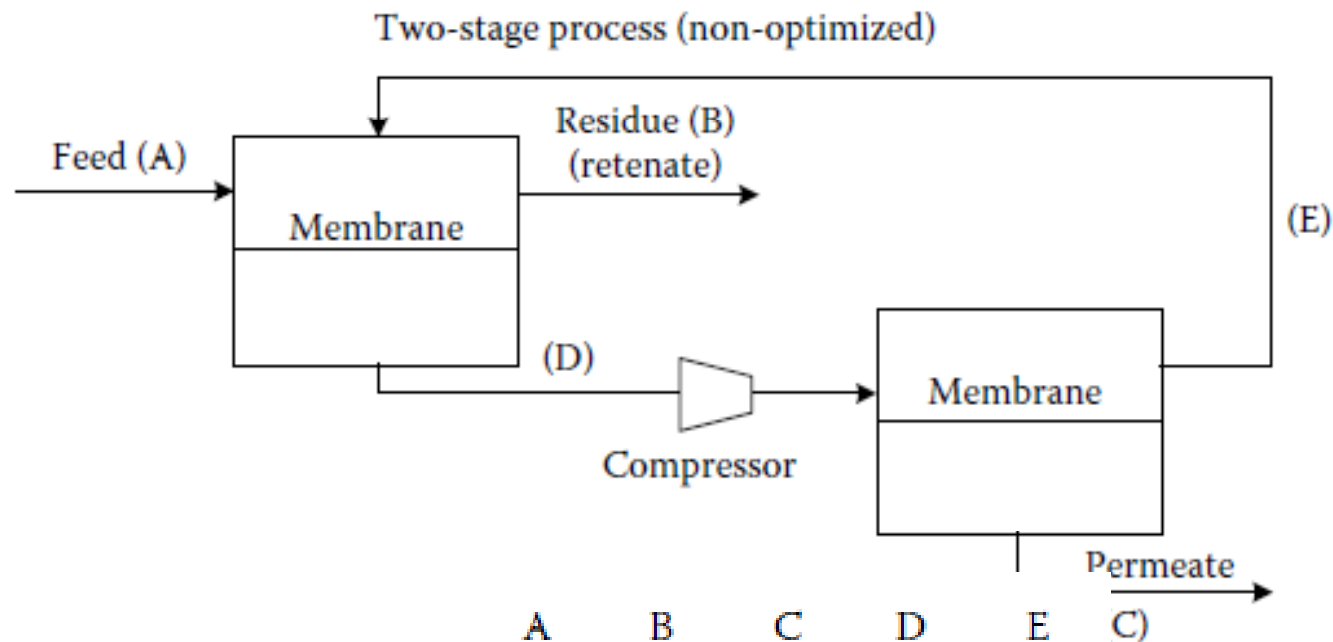 Two-stage process (non-optimized)
Feed (A)
Residue (B)
(retenate)
Membrane
(E)
(D)
Compressor
Membrane
Permeate
A B C D E
C)